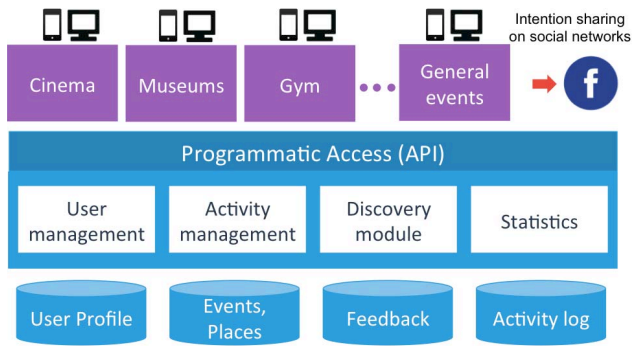 Intention sharing
on social networks
Cinema
Museums
Gym
General
events
f
Programmatic Access (API)
User
management
Activity
management
Discovery
module
Statistics
User Profile
Events,
Places
Feedback
Activity log